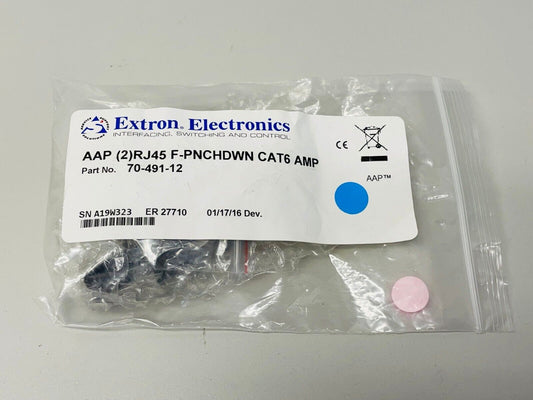 Extron. Electronics
INTERFACING, SWITCHING AND CONTROL
AAP (2)RJ45 F-PNCHDWN CAT6 AMP
Part No. 70-491-12
CE
AAP™
SN A19W323 ER 27710 01/17/16 Dev.